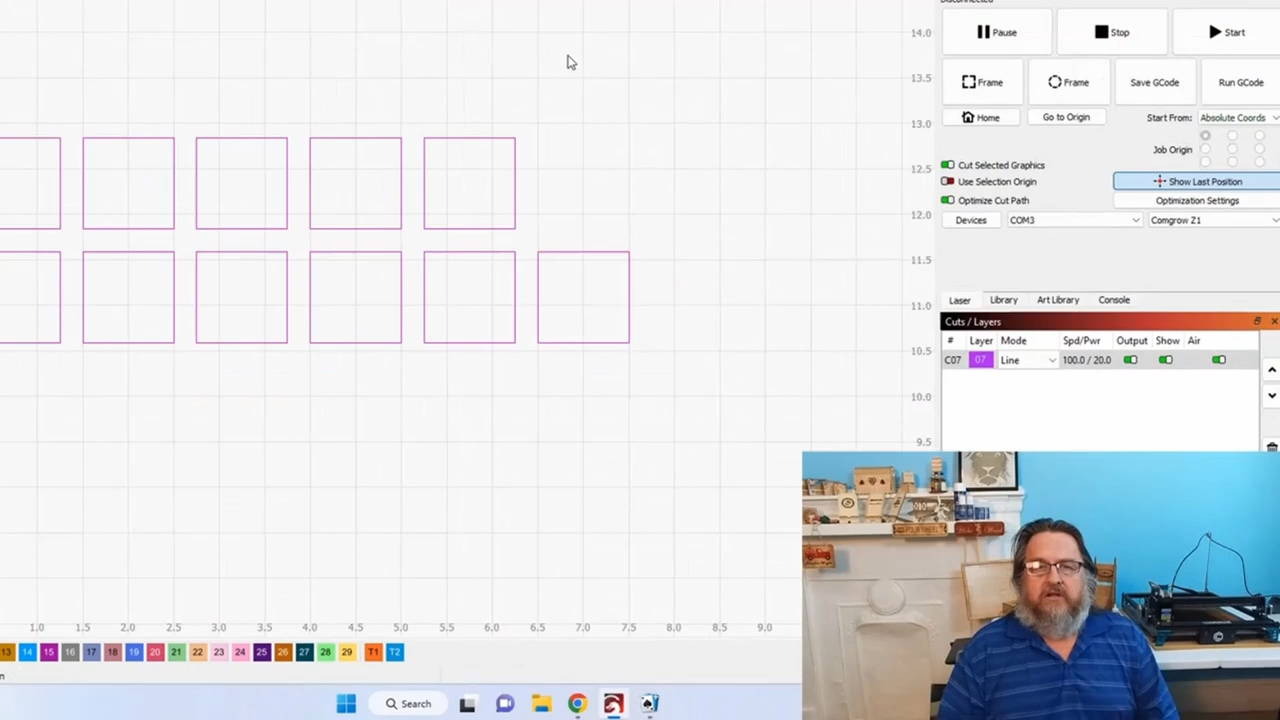 Disconnected
Pause Stop Start
Frame Frame Save GCode Run GCode
Home Go to Origin Start From: Absolute Coords
Job Origin
Cut Selected Graphics
Use Selection Origin Show Last Position
Optimize Cut Path Optimization Settings
Devices COM3 Comgrow Z1
Laser Library Art Library Console
Cuts / Layers
# Layer Mode Spd/Pwr Output Show Air
C07 07 Line 100.0 / 20.0
14.0
13.5
13.0
12.5
12.0
11.5
11.0
10.5
10.0
9.5
1.0 1.5 2.0 2.5 3.0 3.5 4.0 4.5 5.0 5.5 6.0 6.5 7.0 7.5 8.0 8.5 9.0
13 14 15 16 17 18 19 20 21 22 23 24 25 26 27 28 29 T1 T2
n
Search